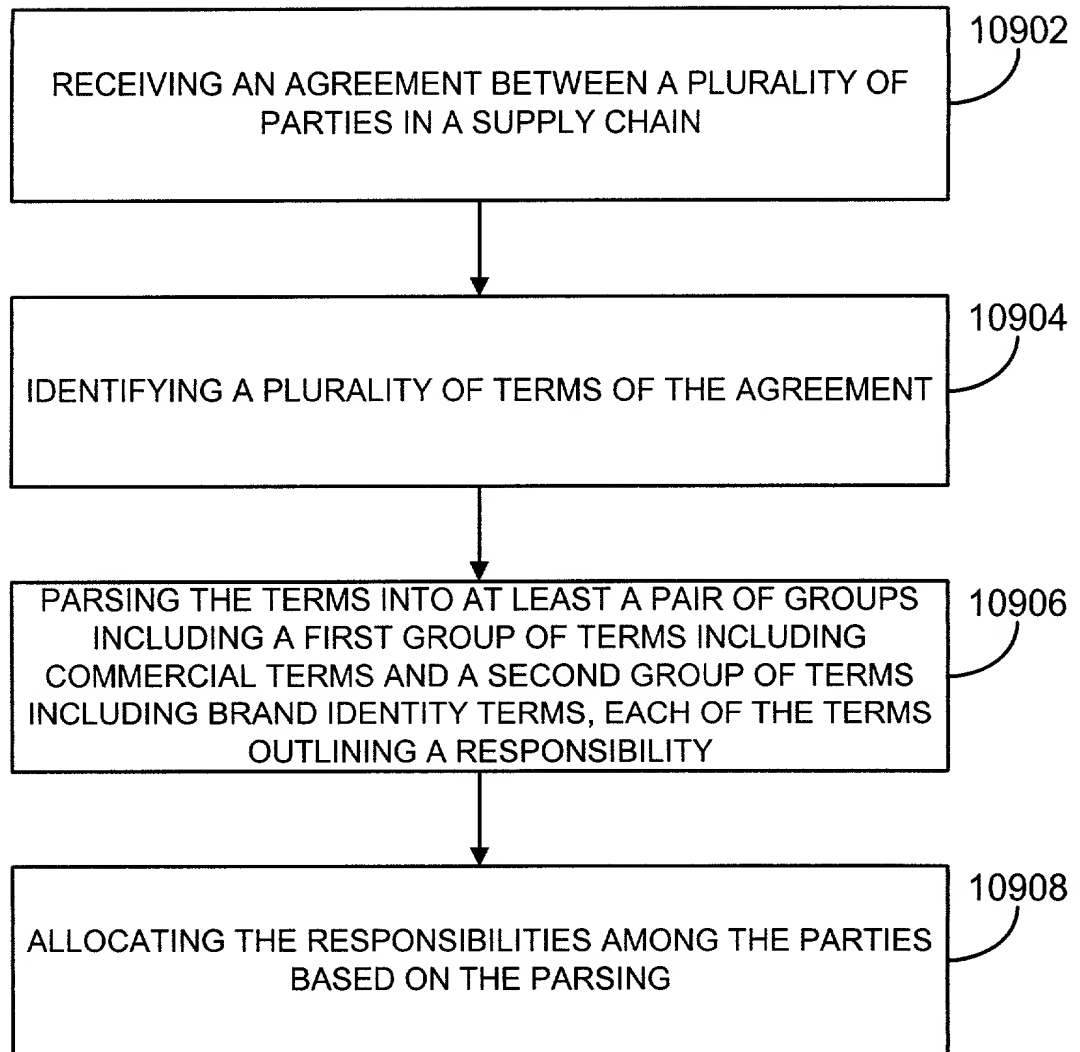 10902
RECEIVING AN AGREEMENT BETWEEN A PLURALITY OF
PARTIES IN A SUPPLY CHAIN
10904
IDENTIFYING A PLURALITY OF TERMS OF THE AGREEMENT
10906
PARSING THE TERMS INTO AT LEAST A PAIR OF GROUPS
INCLUDING A FIRST GROUP OF TERMS INCLUDING
COMMERCIAL TERMS AND A SECOND GROUP OF TERMS
INCLUDING BRAND IDENTITY TERMS, EACH OF THE TERMS
OUTLINING A RESPONSIBILITY
10908
ALLOCATING THE RESPONSIBILITIES AMONG THE PARTIES
BASED ON THE PARSING